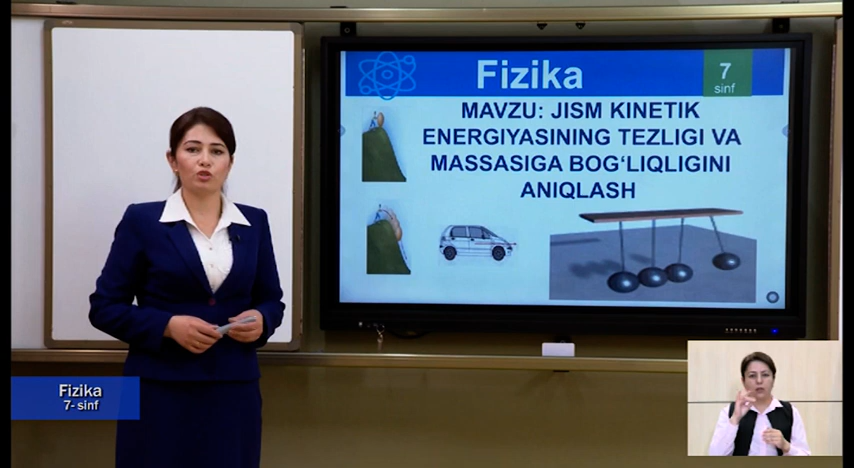 Fizika
7
sinf
MAVZU: JISM KINETIK
ENERGIYASINING TEZLIGI VA
MASSASIGA BOG‘LIQLIGINI
ANIQLASH
Fizika
7- sinf